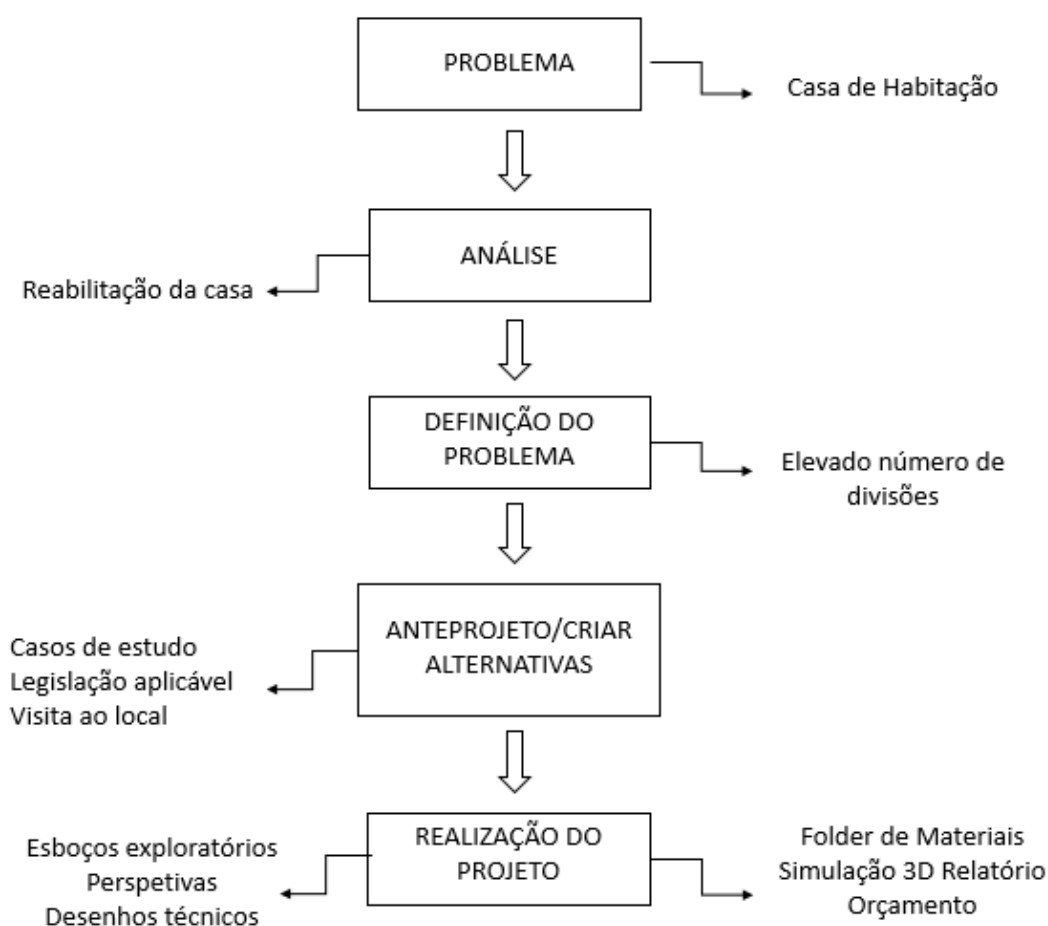 PROBLEMA
Casa de Habitação
ANÁLISE
Reabilitação da casa
DEFINIÇÃO DO
PROBLEMA
Elevado número de
divisões
ANTEPROJETO/CRIAR
ALTERNATIVAS
Casos de estudo
Legislação aplicável
Visita ao local
REALIZAÇÃO DO
PROJETO
Esboços exploratórios
Perspetivas
Desenhos técnicos
Folder de Materiais
Simulação 3D Relatório
Orçamento